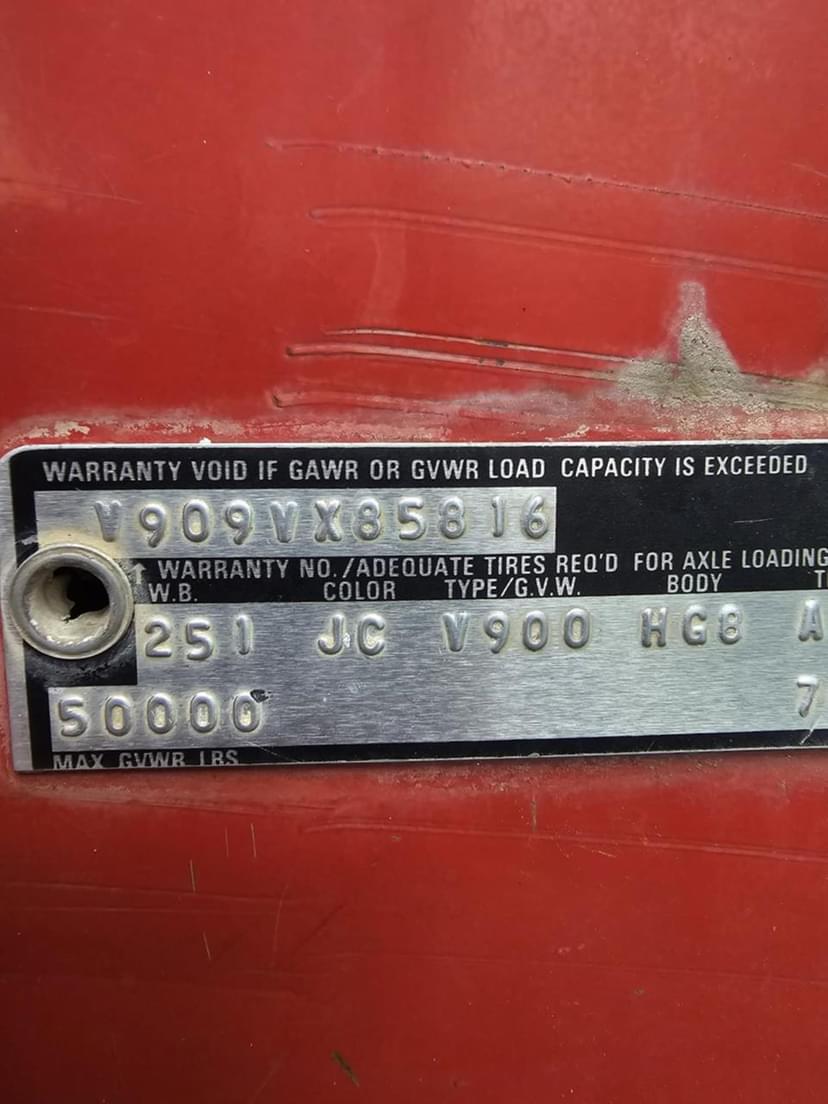 WARRANTY VOID IF GAWR OR GVWR LOAD CAPACITY IS EXCEEDED
V909VX85816
↑ WARRANTY NO./ADEQUATE TIRES REQ'D FOR AXLE LOADING
W.B. COLOR TYPE/G.V.W. BODY T
251 JC V900 HG8 A
50000 7
MAX. GVWR LBS